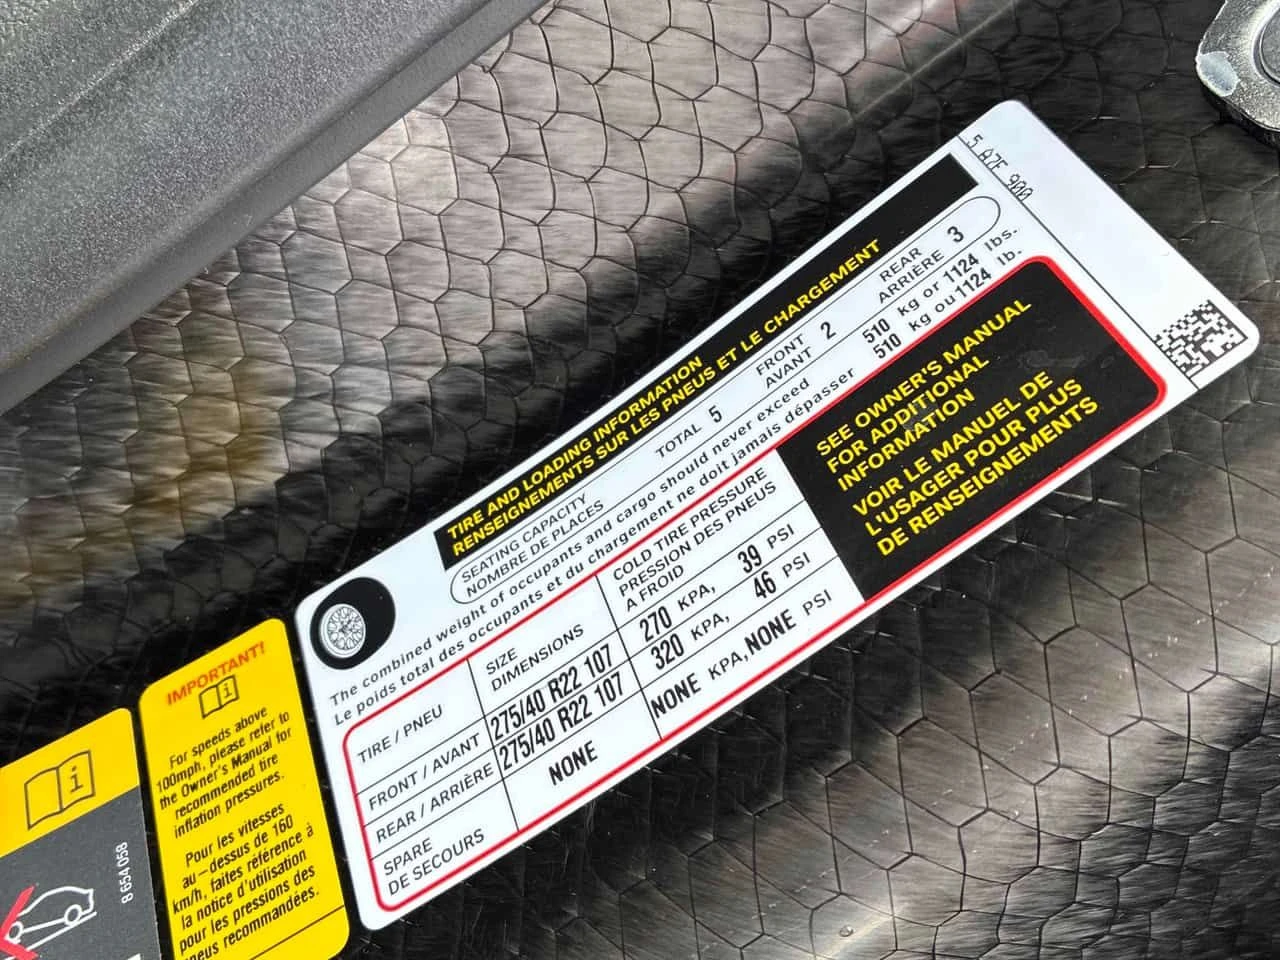 5 AZF 900
TIRE AND LOADING INFORMATION
RENSEIGNEMENTS SUR LES PNEUS ET LE CHARGEMENT
SEATING CAPACITY
NOMBRE DE PLACES
TOTAL 5
FRONT
AVANT 2
REAR
ARRIÈRE 3
The combined weight of occupants and cargo should never exceed 510 kg or 1124 lbs.
Le poids total des occupants et du chargement ne doit jamais dépasser 510 kg ou 1124 lb.
TIRE / PNEU
SIZE
DIMENSIONS
COLD TIRE PRESSURE
PRESSION DES PNEUS
A FROID
FRONT / AVANT 275/40 R22 107 270 KPA, 39 PSI
REAR / ARRIÈRE 275/40 R22 107 320 KPA, 46 PSI
SPARE
DE SECOURS NONE NONE KPA, NONE PSI
SEE OWNER'S MANUAL
FOR ADDITIONAL
INFORMATION
VOIR LE MANUEL DE
L'USAGER POUR PLUS
DE RENSEIGNEMENTS
IMPORTANT!
For speeds above
100mph, please refer to
the Owner's Manual for
recommended tire
inflation pressures.
Pour les vitesses
au-dessus de 160
km/h, faites référence à
la notice d'utilisation
pour les pressions des
pneus recommandées.
8 654 058